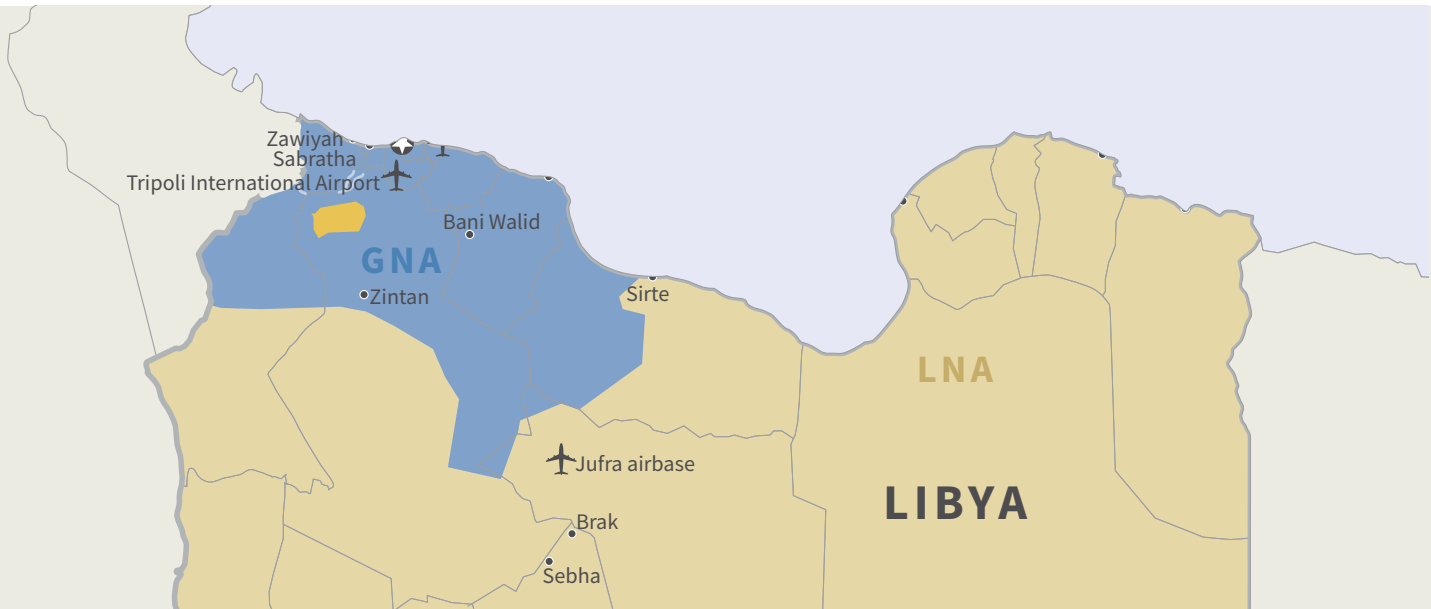 Zawiyah
Sabratha
Tripoli International Airport
Bani Walid
GNA
Zintan
Sirte
LNA
Jufra airbase
LIBYA
Brak
Sebha